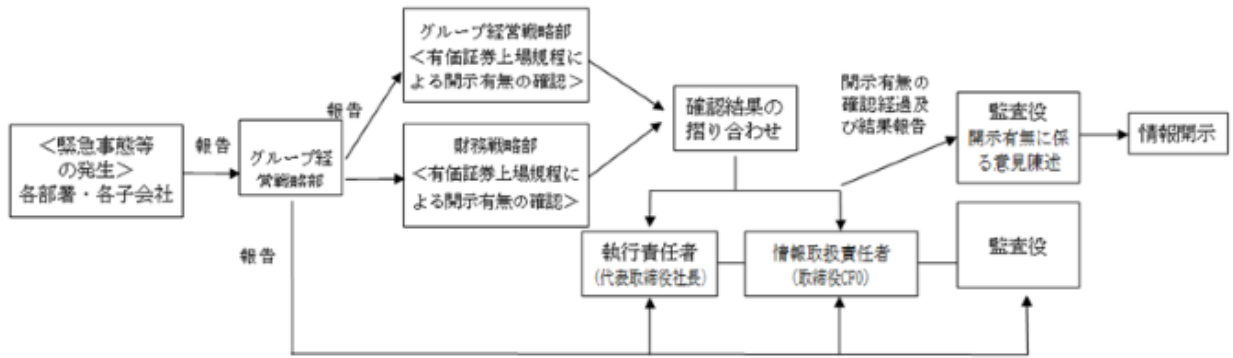 <緊急事態等
の発生>
各部署・各子会社
報告
グループ経
営戦略部
報告
報告
グループ経営戦略部
<有価証券上場規程に
よる開示有無の確認>
財務戦略部
<有価証券上場規程に
よる開示有無の確認>
確認結果の
摺り合わせ
執行責任者
(代表取締役社長)
情報取扱責任者
(取締役CFO)
開示有無の
確認経過及
び結果報告
監査役
開示有無に係
る意見陳述
監査役
情報開示